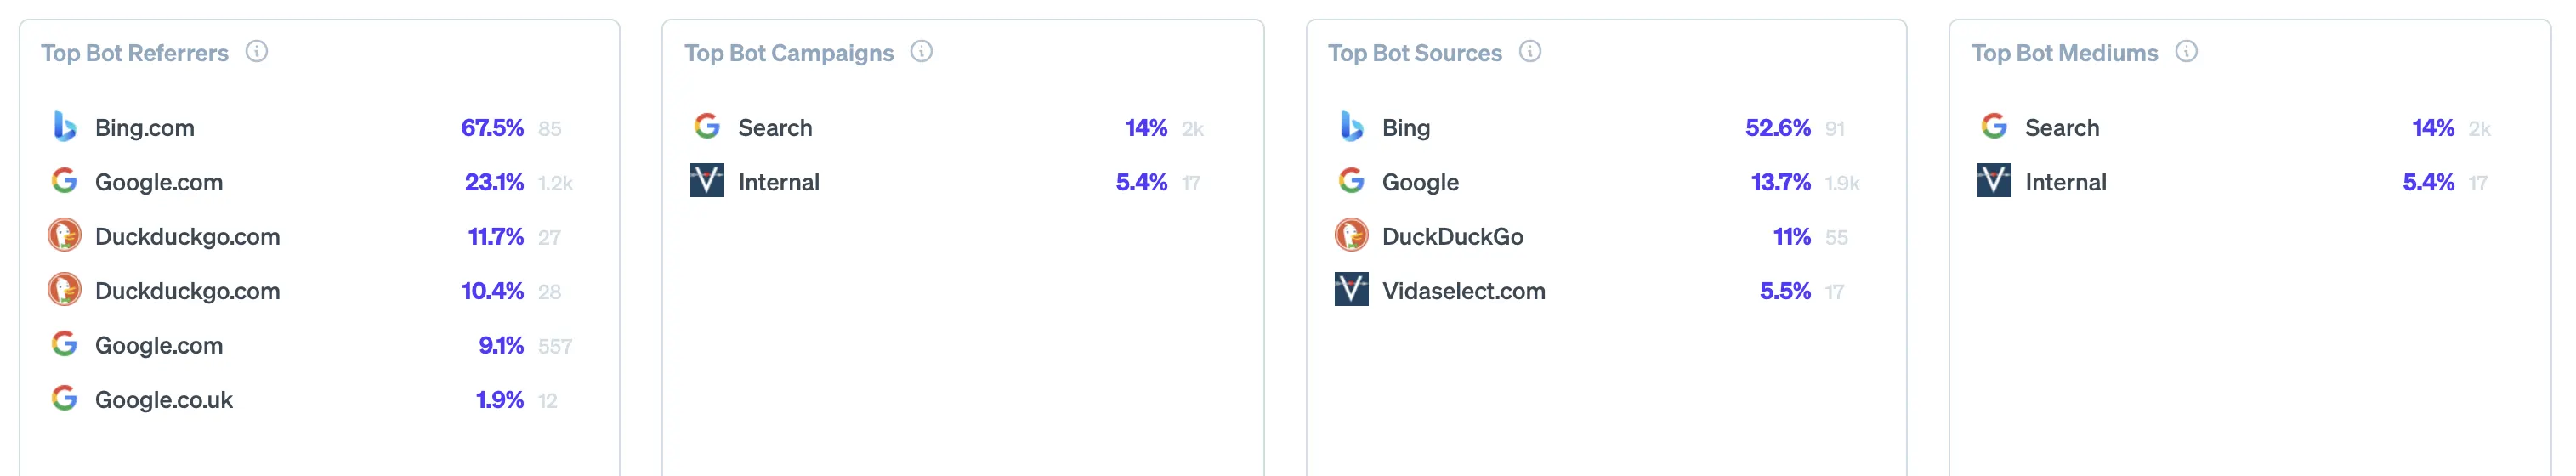 Top Bot Referrers
Bing.com 67.5% 85
Google.com 23.1% 1.2k
Duckduckgo.com 11.7% 27
Duckduckgo.com 10.4% 28
Google.com 9.1% 557
Google.co.uk 1.9% 12
Top Bot Campaigns
Search 14% 2k
Internal 5.4% 17
Top Bot Sources
Bing 52.6% 91
Google 13.7% 1.9k
DuckDuckGo 11% 55
Vidaselect.com 5.5% 17
Top Bot Mediums
Search 14% 2k
Internal 5.4% 17